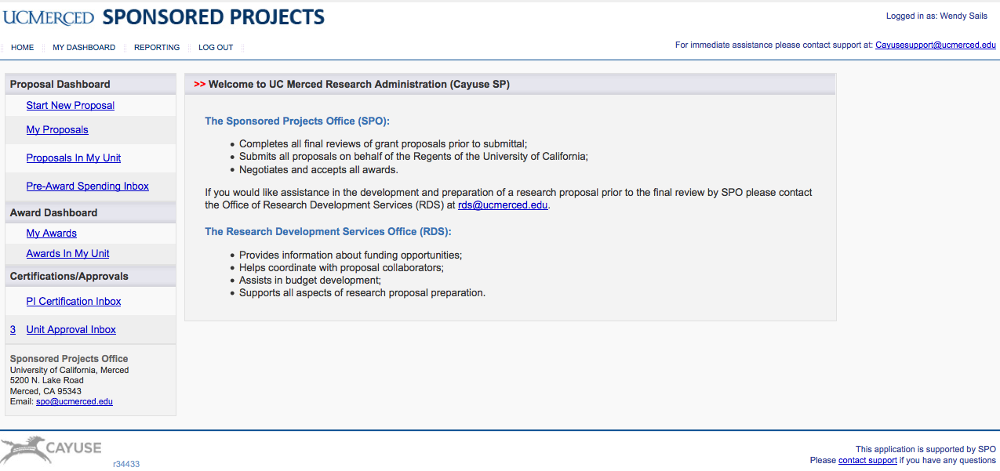 UCMERCED SPONSORED PROJECTS
Logged in as: Wendy Sails
HOME MY DASHBOARD REPORTING LOG OUT
For immediate assistance please contact support at: Cayusesupport@ucmerced.edu
Proposal Dashboard
Start New Proposal
My Proposals
Proposals In My Unit
Pre-Award Spending Inbox
Award Dashboard
My Awards
Awards In My Unit
Certifications/Approvals
PI Certification Inbox
3 Unit Approval Inbox
Sponsored Projects Office
University of California, Merced
5200 N. Lake Road
Merced, CA 95343
Email: spo@ucmerced.edu
>> Welcome to UC Merced Research Administration (Cayuse SP)
The Sponsored Projects Office (SPO):
• Completes all final reviews of grant proposals prior to submittal;
• Submits all proposals on behalf of the Regents of the University of California;
• Negotiates and accepts all awards.
If you would like assistance in the development and preparation of a research proposal prior to the final review by SPO please contact
the Office of Research Development Services (RDS) at rds@ucmerced.edu.
The Research Development Services Office (RDS):
• Provides information about funding opportunities;
• Helps coordinate with proposal collaborators;
• Assists in budget development;
• Supports all aspects of research proposal preparation.
CAYUSE
r34433
This application is supported by SPO
Please contact support if you have any questions